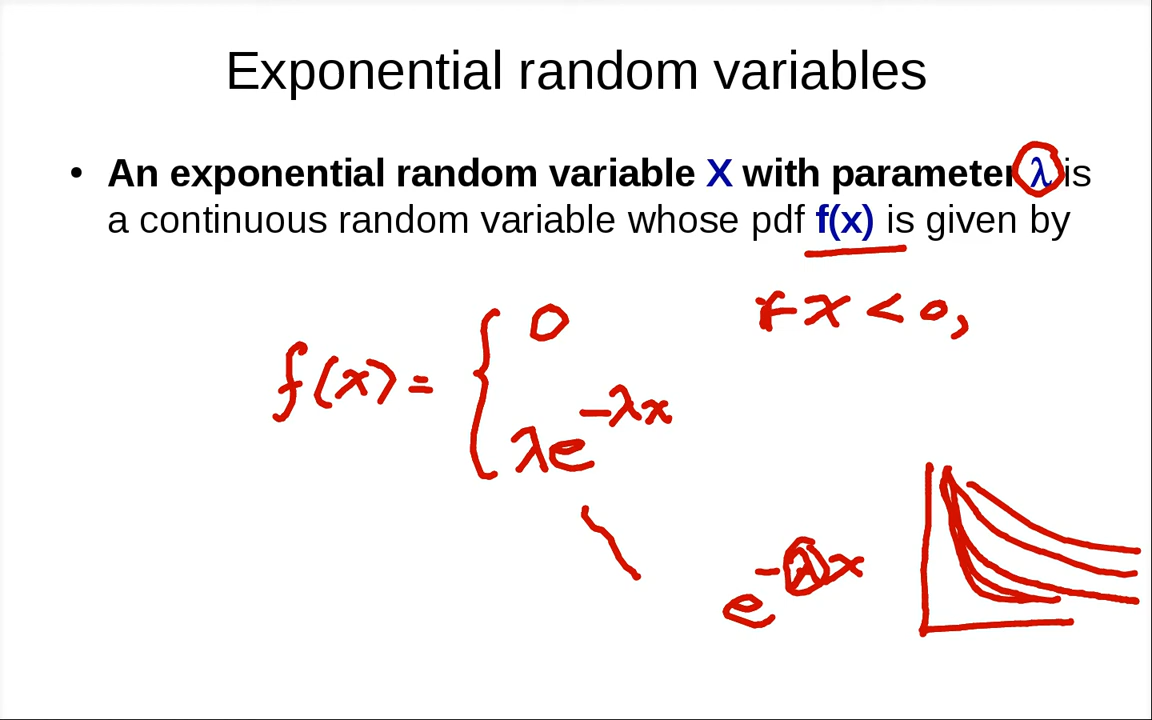 Exponential random variables
• An exponential random variable X with parameter λ is
a continuous random variable whose pdf f(x) is given by
0 x < 0,
f(x) = {
λe^{-λx}
e^{-λx}